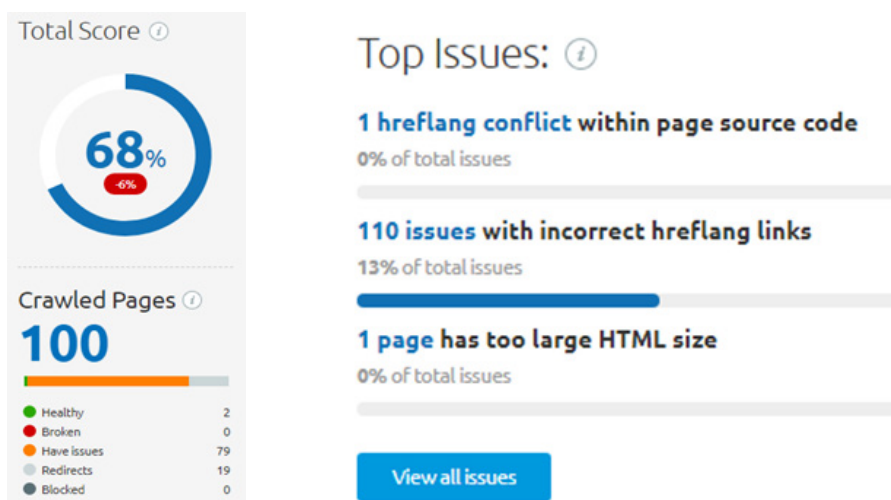 Total Score
68%
-6%
Crawled Pages
100
Healthy 2
Broken 0
Have issues 79
Redirects 19
Blocked 0
Top Issues:
1 hreflang conflict within page source code
0% of total issues
110 issues with incorrect hreflang links
13% of total issues
1 page has too large HTML size
0% of total issues
View all issues